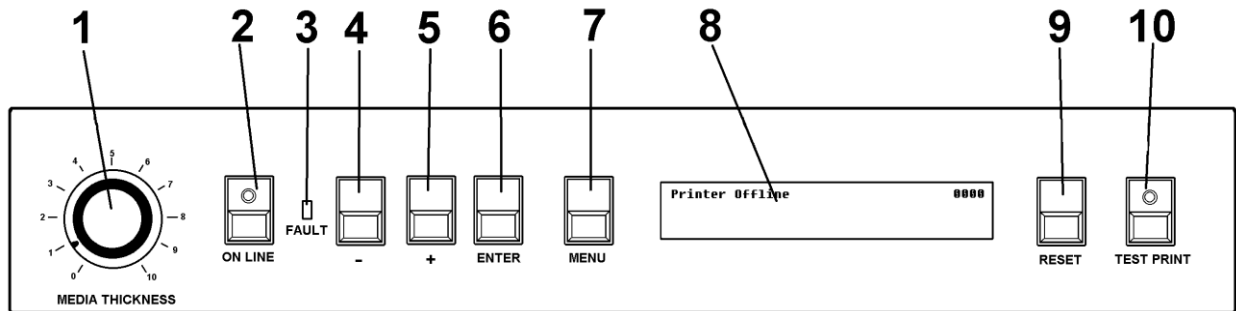 1 2 3 4 5 6 7 8 9 10
5
4 6
3 7
2 8
1 9
0 10
MEDIA THICKNESS
ON LINE
FAULT
-
+
ENTER
MENU
Printer Offline 0000
RESET
TEST PRINT